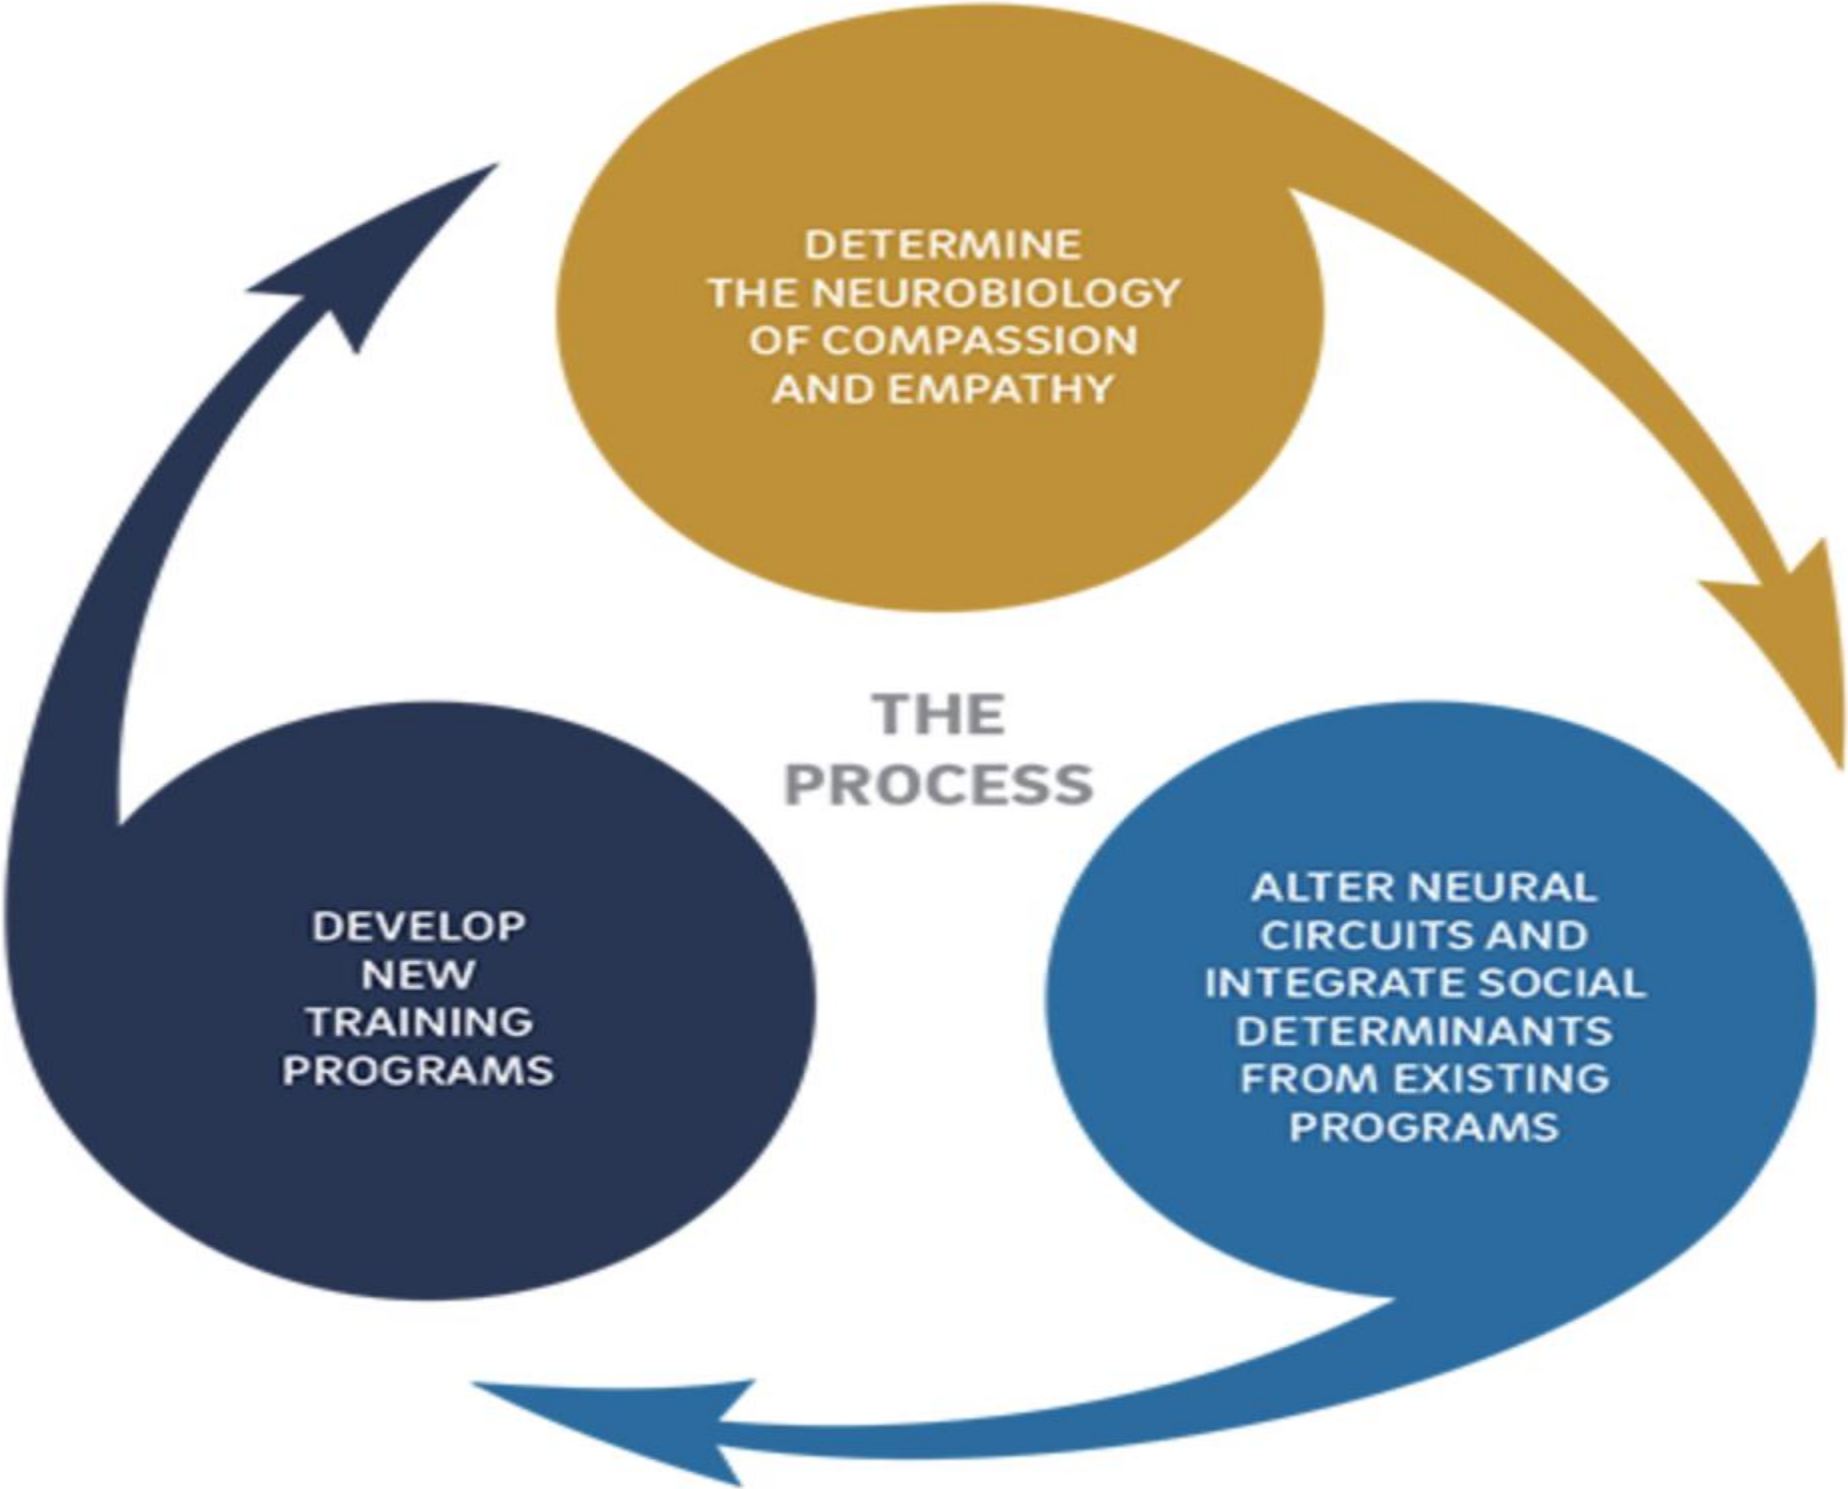 DETERMINE
THE NEUROBIOLOGY
OF COMPASSION
AND EMPATHY
THE
PROCESS
ALTER NEURAL
CIRCUITS AND
INTEGRATE SOCIAL
DETERMINANTS
FROM EXISTING
PROGRAMS
DEVELOP
NEW
TRAINING
PROGRAMS